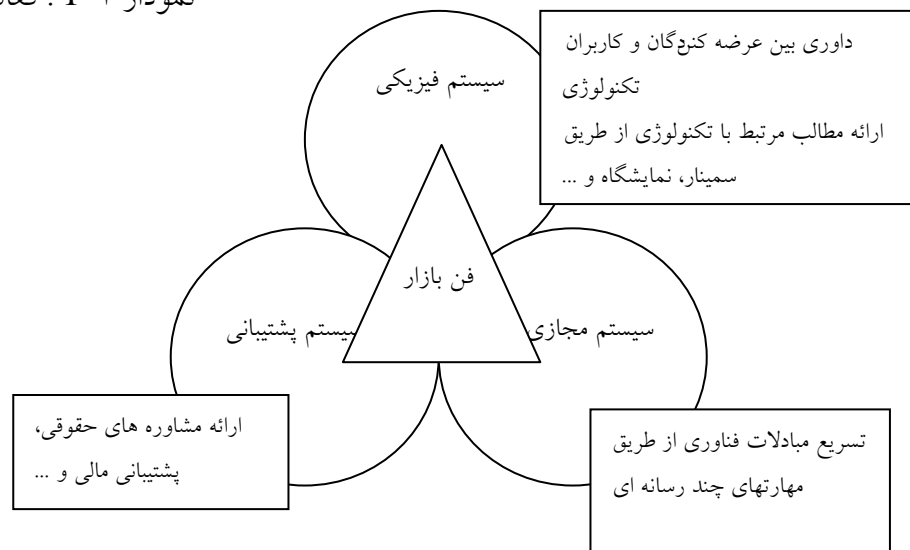 نمودار
سیستم فیزیکی
داوری بین عرضه کنردگان و کاربران
تکنولوژی
ارائه مطالب مرتبط با تکنولوژی از طریق
سمینار، نمایشگاه و ...
فن بازار
سیستم مجازی
سیستم پشتیبانی
ارائه مشاوره های حقوقی،
پشتیبانی مالی و ...
تسریع مبادلات فناوری از طریق
مهارتهای چند رسانه ای